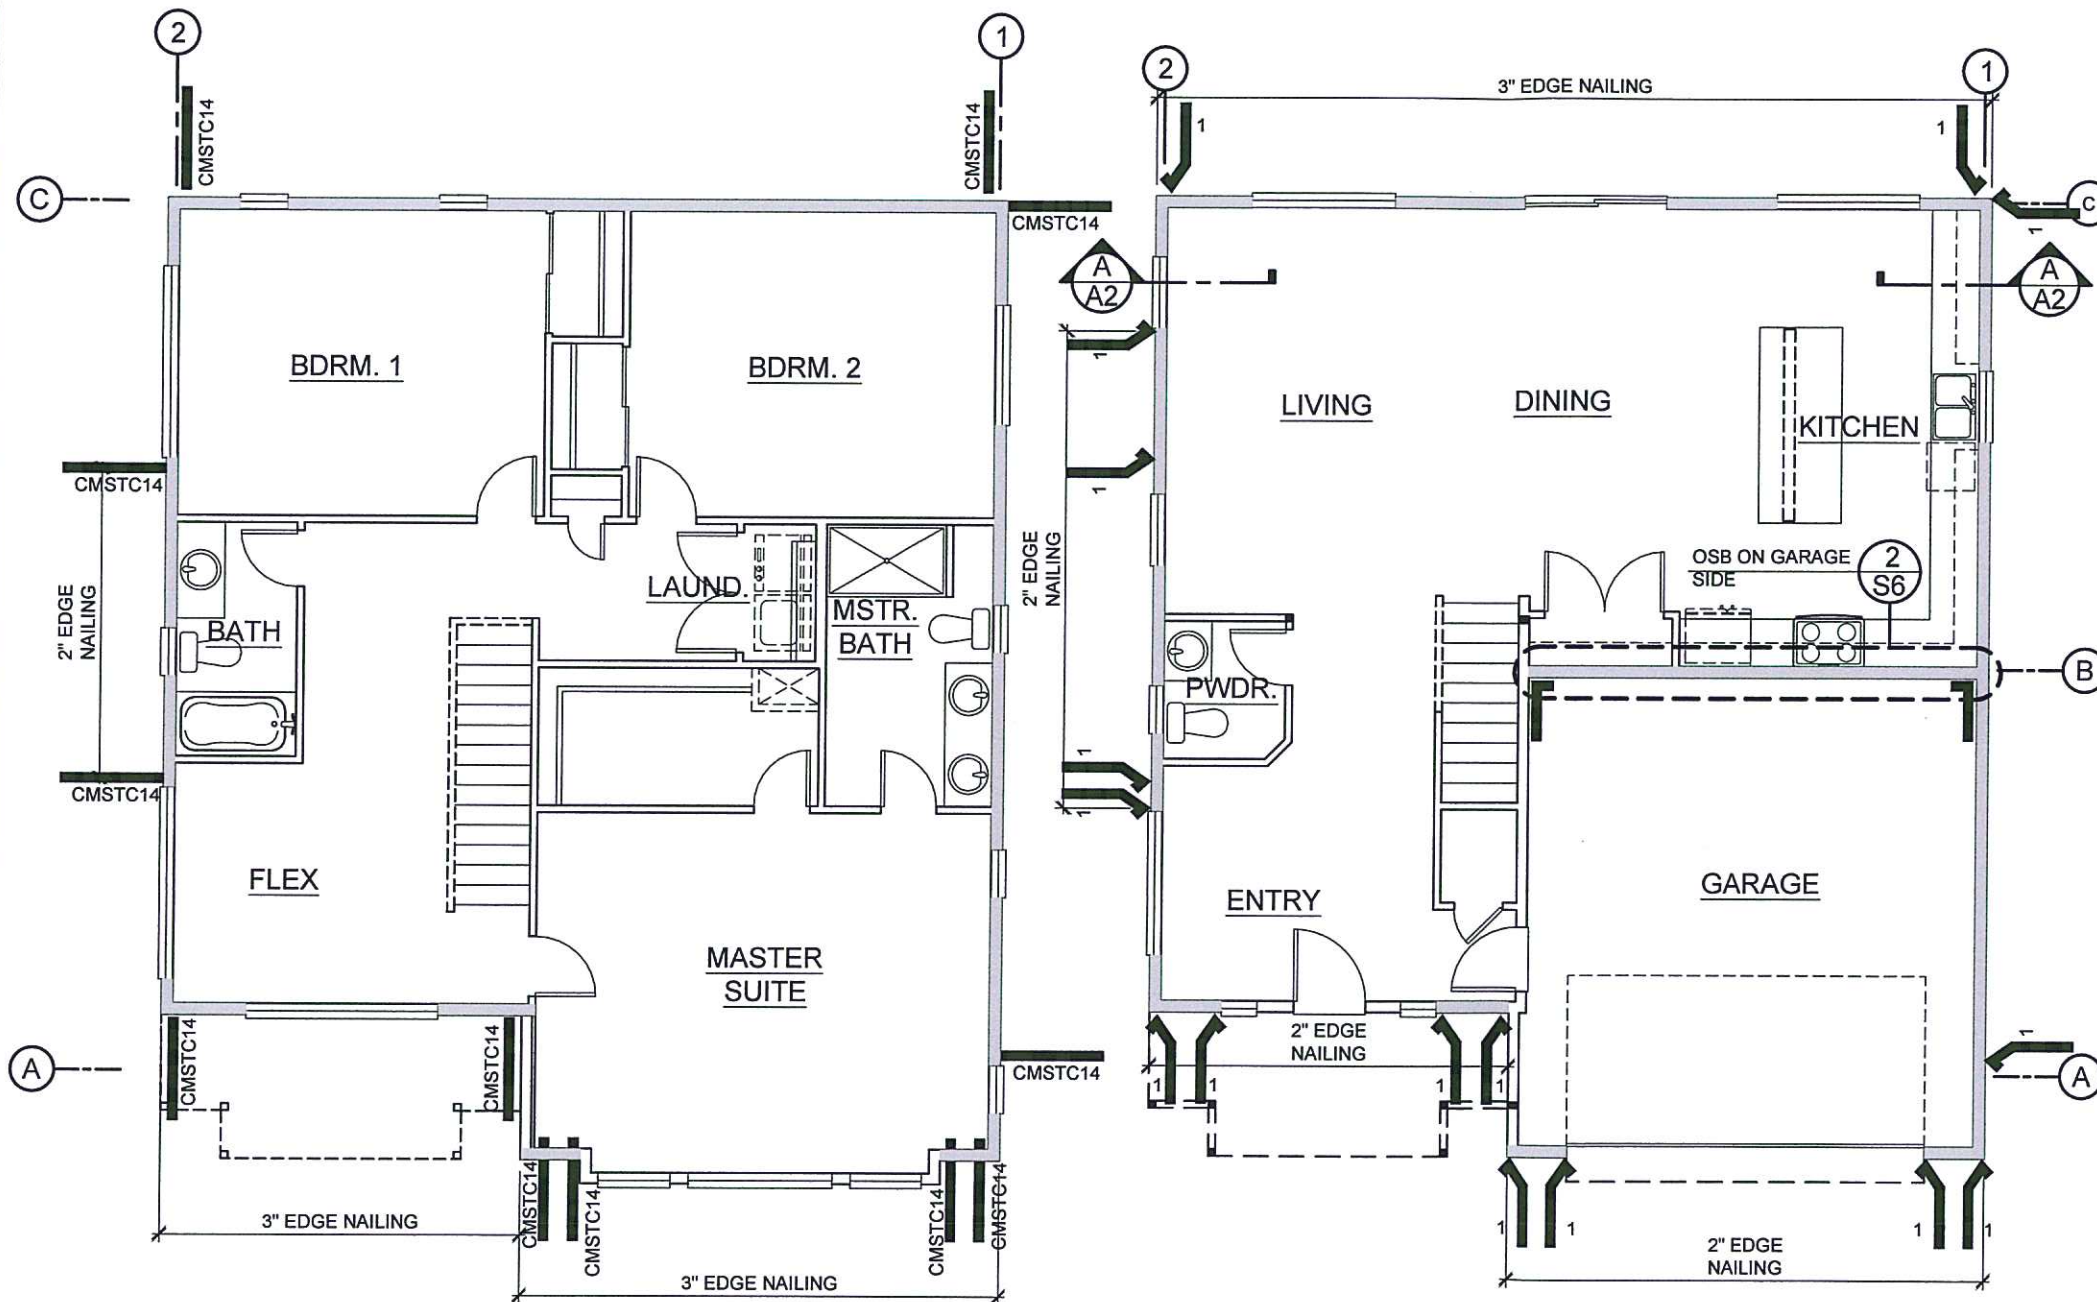 2
1
CMSTC14
CMSTC14
C
CMSTC14
BDRM. 1
BDRM. 2
CMSTC14
2" EDGE
NAILING
BATH
LAUND.
MSTR.
BATH
CMSTC14
FLEX
MASTER
SUITE
A
CMSTC14
CMSTC14
CMSTC14
3" EDGE NAILING
CMSTC14
CMSTC14
CMSTC14
CMSTC14
3" EDGE NAILING
2
1
3" EDGE NAILING
1
1
C
1
A
A2
A
A2
1
LIVING
DINING
KITCHEN
1
2" EDGE
NAILING
OSB ON GARAGE
SIDE
2
S6
B
PWDR.
1
1
GARAGE
ENTRY
2" EDGE
NAILING
1
A
1
1
1
1
1
1
1
1
2" EDGE
NAILING